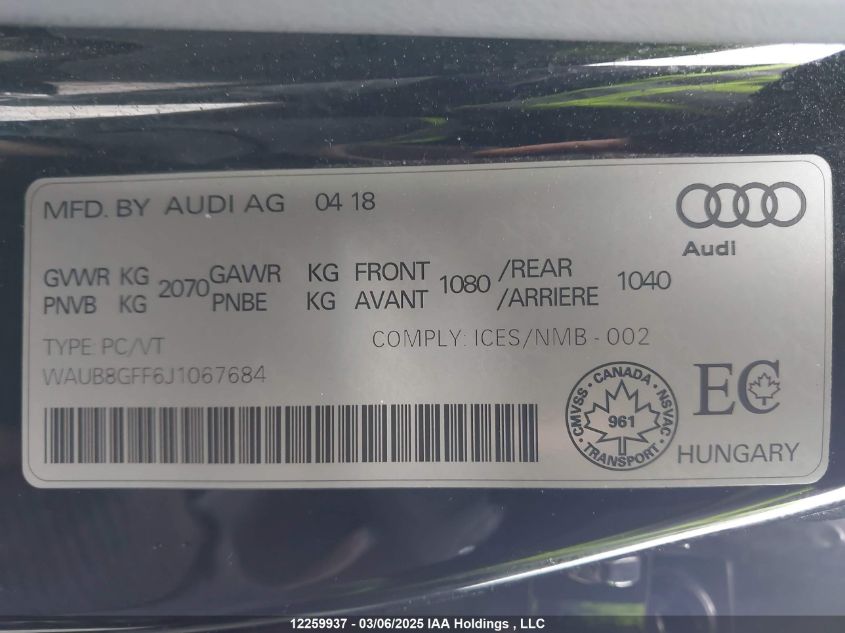 MFD. BY AUDI AG 04 18
Audi
GVWR KG 2070 GAWR KG FRONT 1080 /REAR 1040
PNVB KG PNBE KG AVANT /ARRIERE
TYPE PC/VT COMPLY: ICES/NMB - 002
WAUB8GFF6J1067684
CMVSS CANADA NSVAC
961
TRANSPORT
EC
HUNGARY
12259937 - 03/06/2025 IAA Holdings , LLC